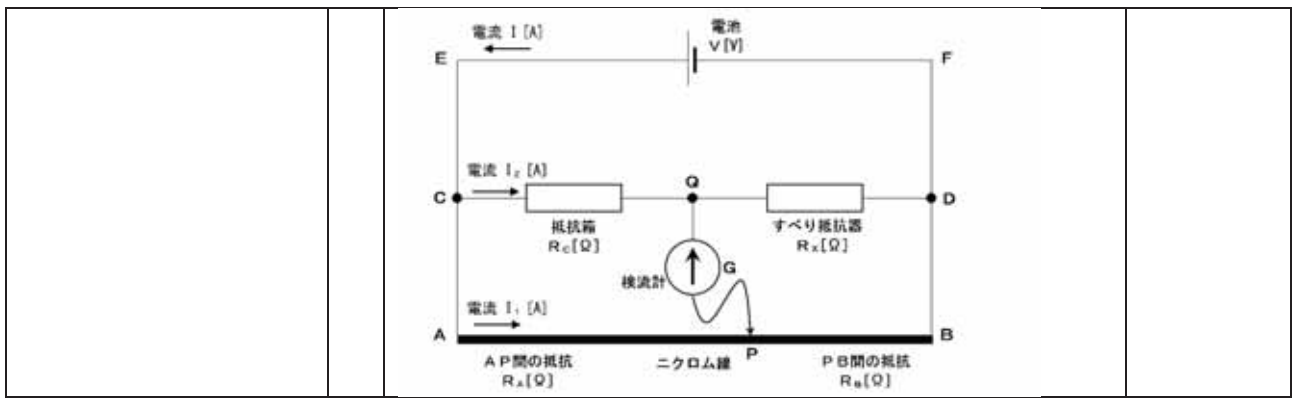 電流 I [A]
電池
V [V]
E
F
電流 I₂ [A]
C
Q
D
抵抗箱
Rc[Ω]
すべり抵抗器
Rx[Ω]
G
検流計
電流 I₁ [A]
A
B
P
AP間の抵抗
RA[Ω]
ニクロム線
PB間の抵抗
RB[Ω]